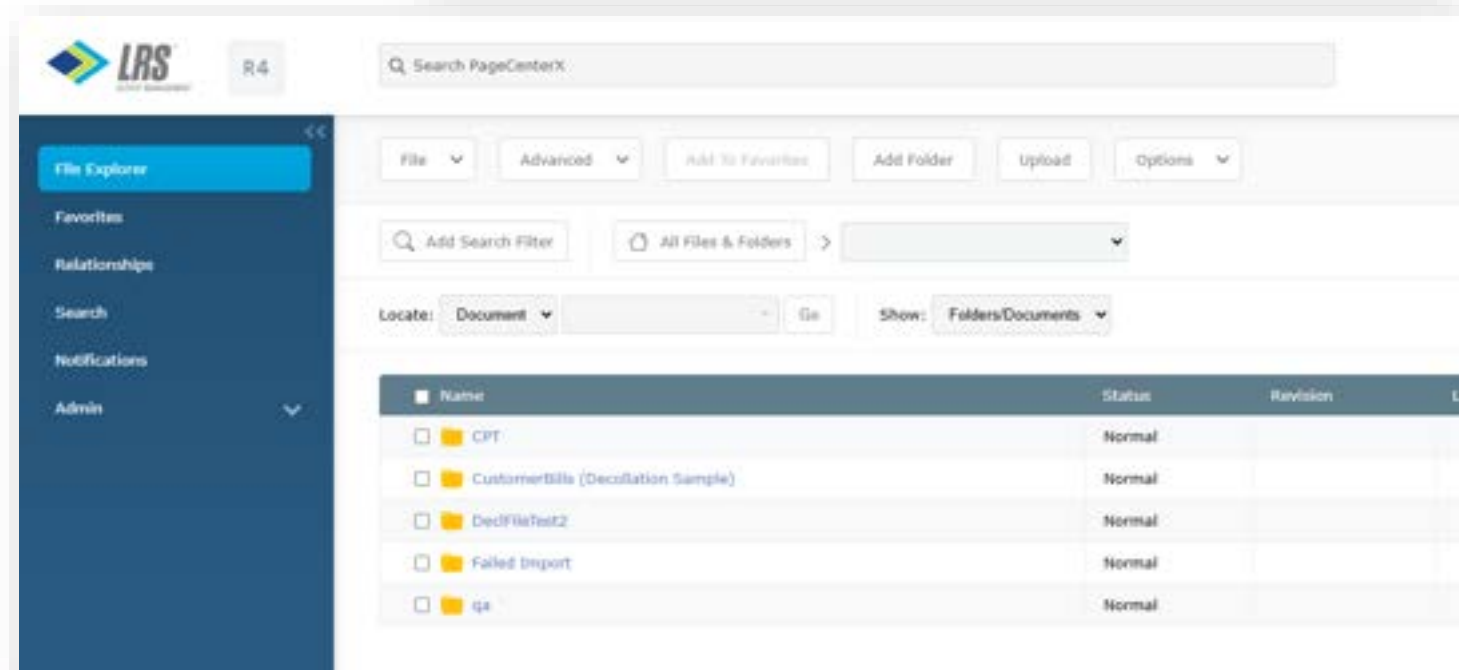 LRS
R4
Search PageCenterX
<<
File Explorer
Favorites
Relationships
Search
Notifications
Admin
File Advanced Add To Favorites Add Folder Upload Options
Add Search Filter All Files & Folders >
Locate: Document Go Show: Folders/Documents
Name Status Revision
CPT Normal
CustomerBills (Decollation Sample) Normal
DeclFileTest2 Normal
Failed Import Normal
qa Normal